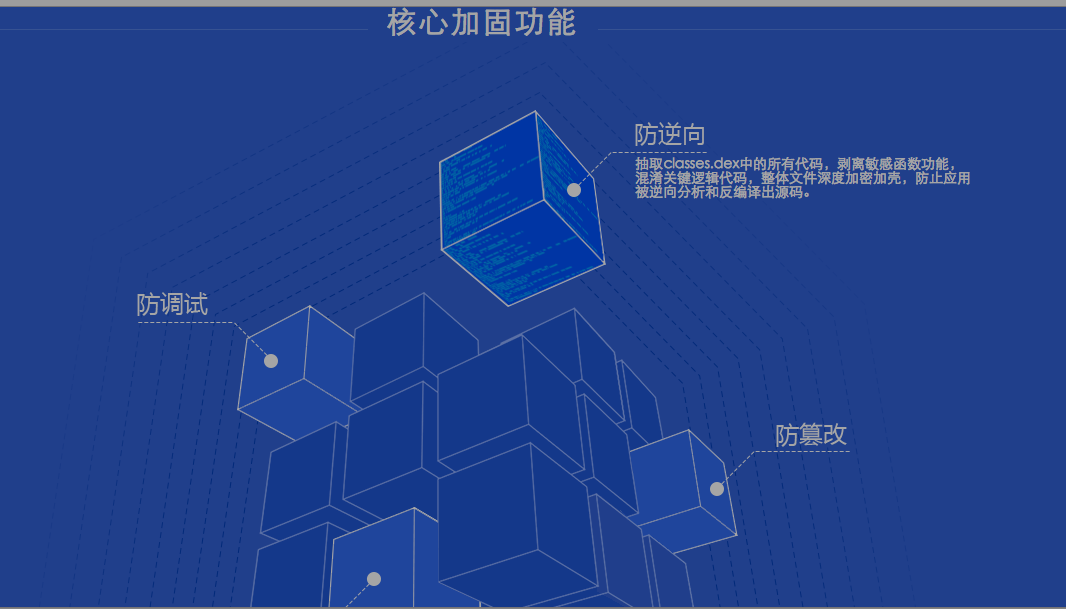 核心加固功能
防逆向
抽取classes.dex中的所有代码，剥离敏感函数功能，
混淆关键逻辑代码，整体文件深度加密加壳，防止应用
被逆向分析和反编译出源码。
防调试
防篡改